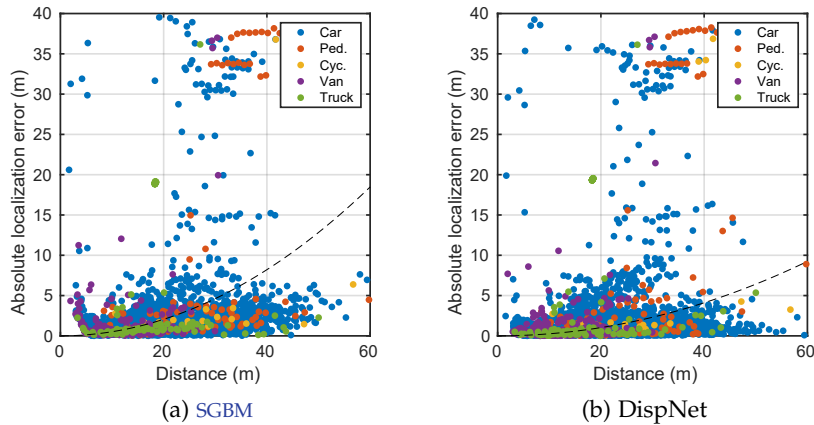 Absolute localization error (m)
40
35
30
25
20
15
10
5
0
0 20 40 60
Distance (m)
Car
Ped.
Cyc.
Van
Truck
(a) SGBM
Absolute localization error (m)
40
35
30
25
20
15
10
5
0
0 20 40 60
Distance (m)
Car
Ped.
Cyc.
Van
Truck
(b) DispNet